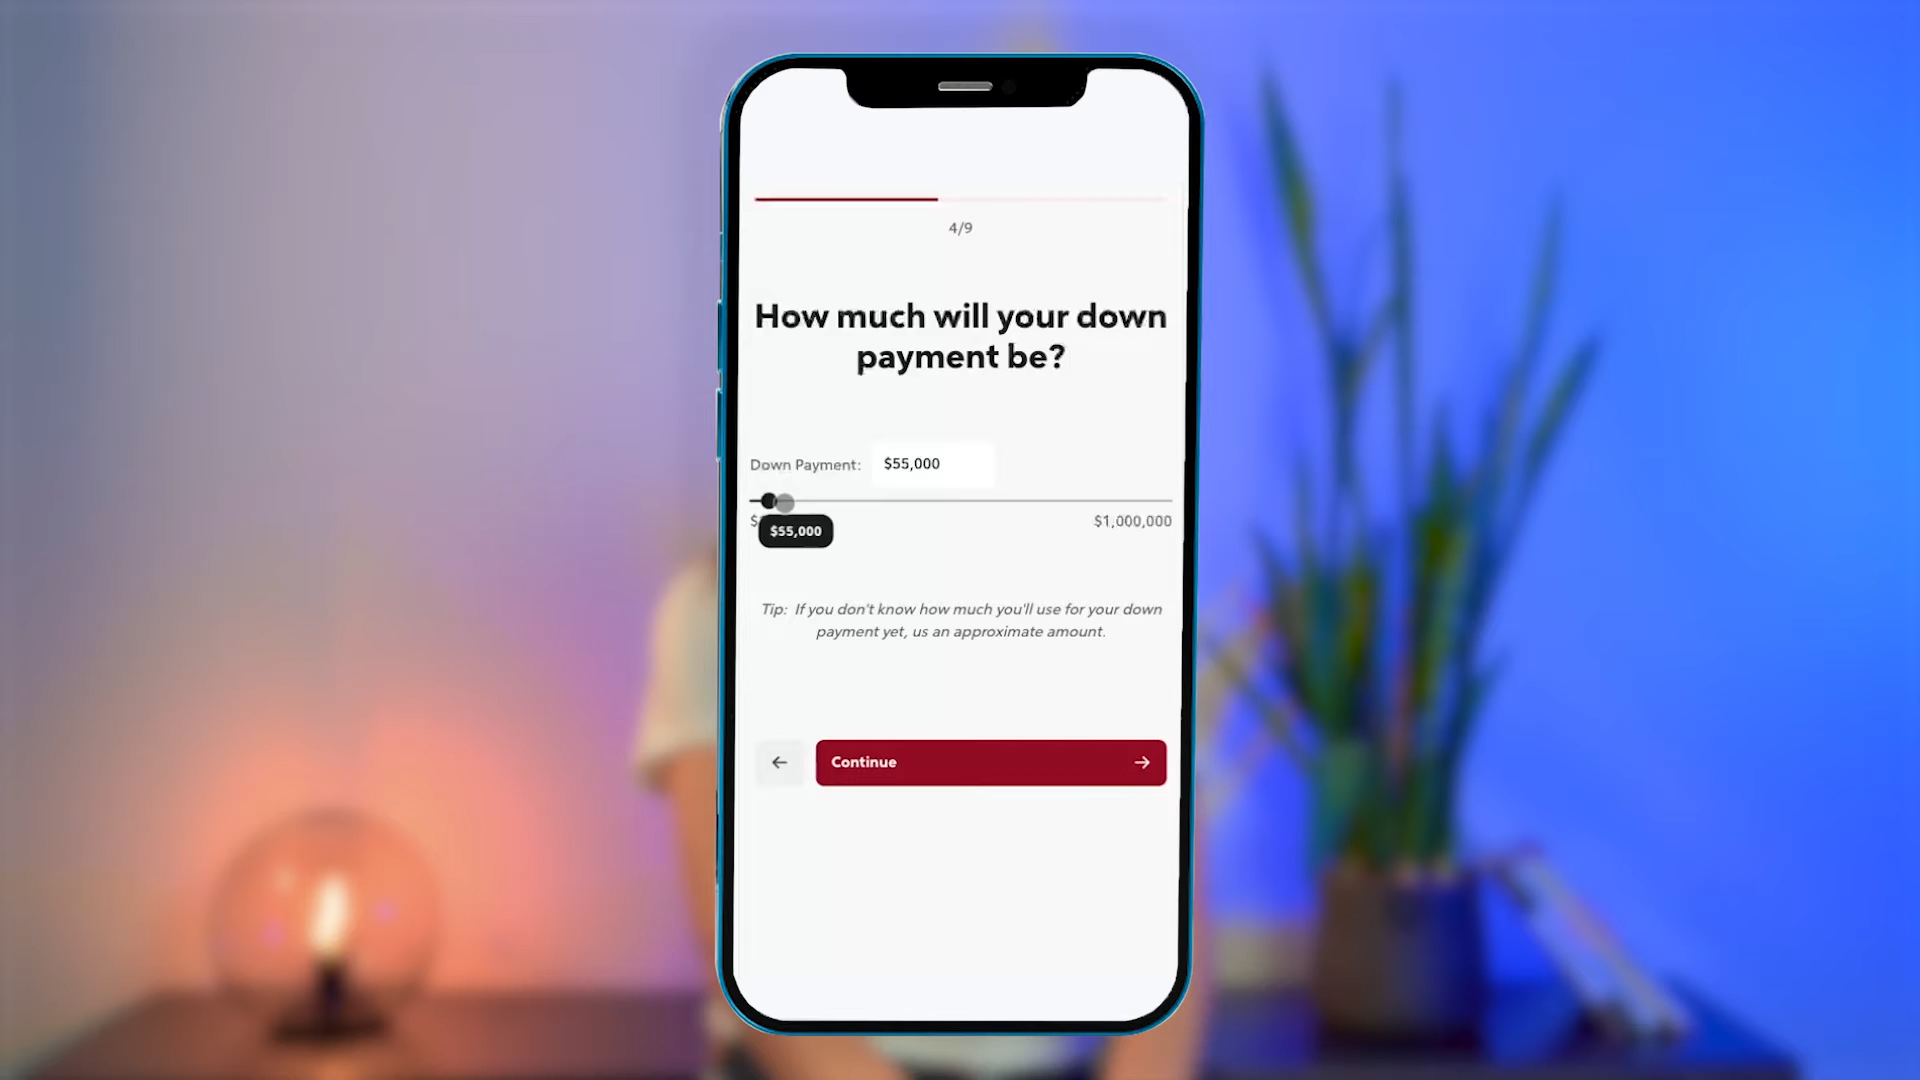 4/9
How much will your down
payment be?
Down Payment: $55,000
$ $1,000,000
$55,000
Tip: If you don't know how much you'll use for your down
payment yet, us an approximate amount.
Continue